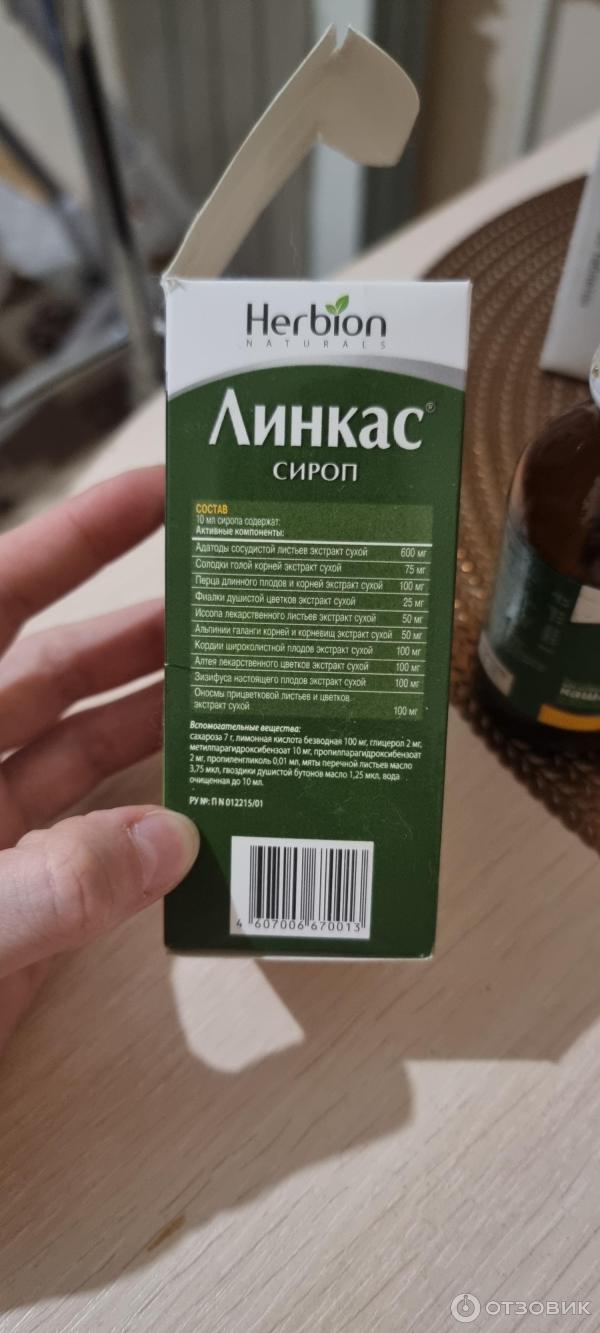 Herbion
NATURALS
Линкас®
СИРОП
СОСТАВ
10 мл сиропа содержат:
Активные компоненты:
Адатоды сосудистой листьев экстракт сухой 600 мг
Солодки голой корней экстракт сухой 75 мг
Перца длинного плодов и корней экстракт сухой 100 мг
Фиалки душистой цветков экстракт сухой 25 мг
Иссопа лекарственного листьев экстракт сухой 50 мг
Альпинии галанги корней и корневищ экстракт сухой 50 мг
Кордии широколистной плодов экстракт сухой 100 мг
Алтея лекарственного цветков экстракт сухой 100 мг
Зизифуса настоящего плодов экстракт сухой 100 мг
Оносмы прицветковой листьев и цветков
экстракт сухой 100 мг
Вспомогательные вещества:
сахароза 7 г, лимонная кислота безводная 100 мг, глицерол 2 мг,
метилпарагидроксибензоат 10 мг, пропилпарагидроксибензоат
2 мг, пропиленгликоль 0,01 мл, мяты перечной листьев масло
3,75 мкл, гвоздики душистой бутонов масло 1,25 мкл, вода
очищенная до 10 мл.
РУ №: П N 012215/01
4 607006 670013
ОТЗОВИК